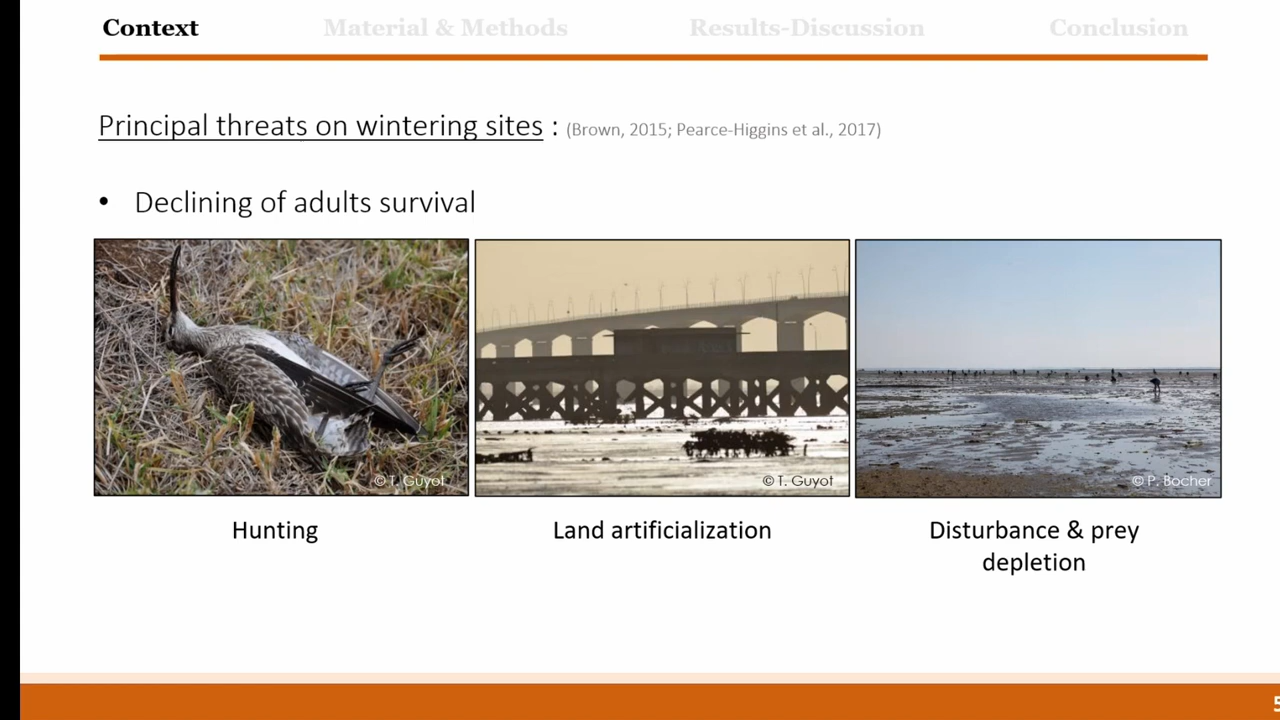 Context Material & Methods Results-Discussion Conclusion
Principal threats on wintering sites : (Brown, 2015; Pearce-Higgins et al., 2017)
• Declining of adults survival
© T. Guyot © T. Guyot © P. Bocher
Hunting Land artificialization Disturbance & prey
depletion